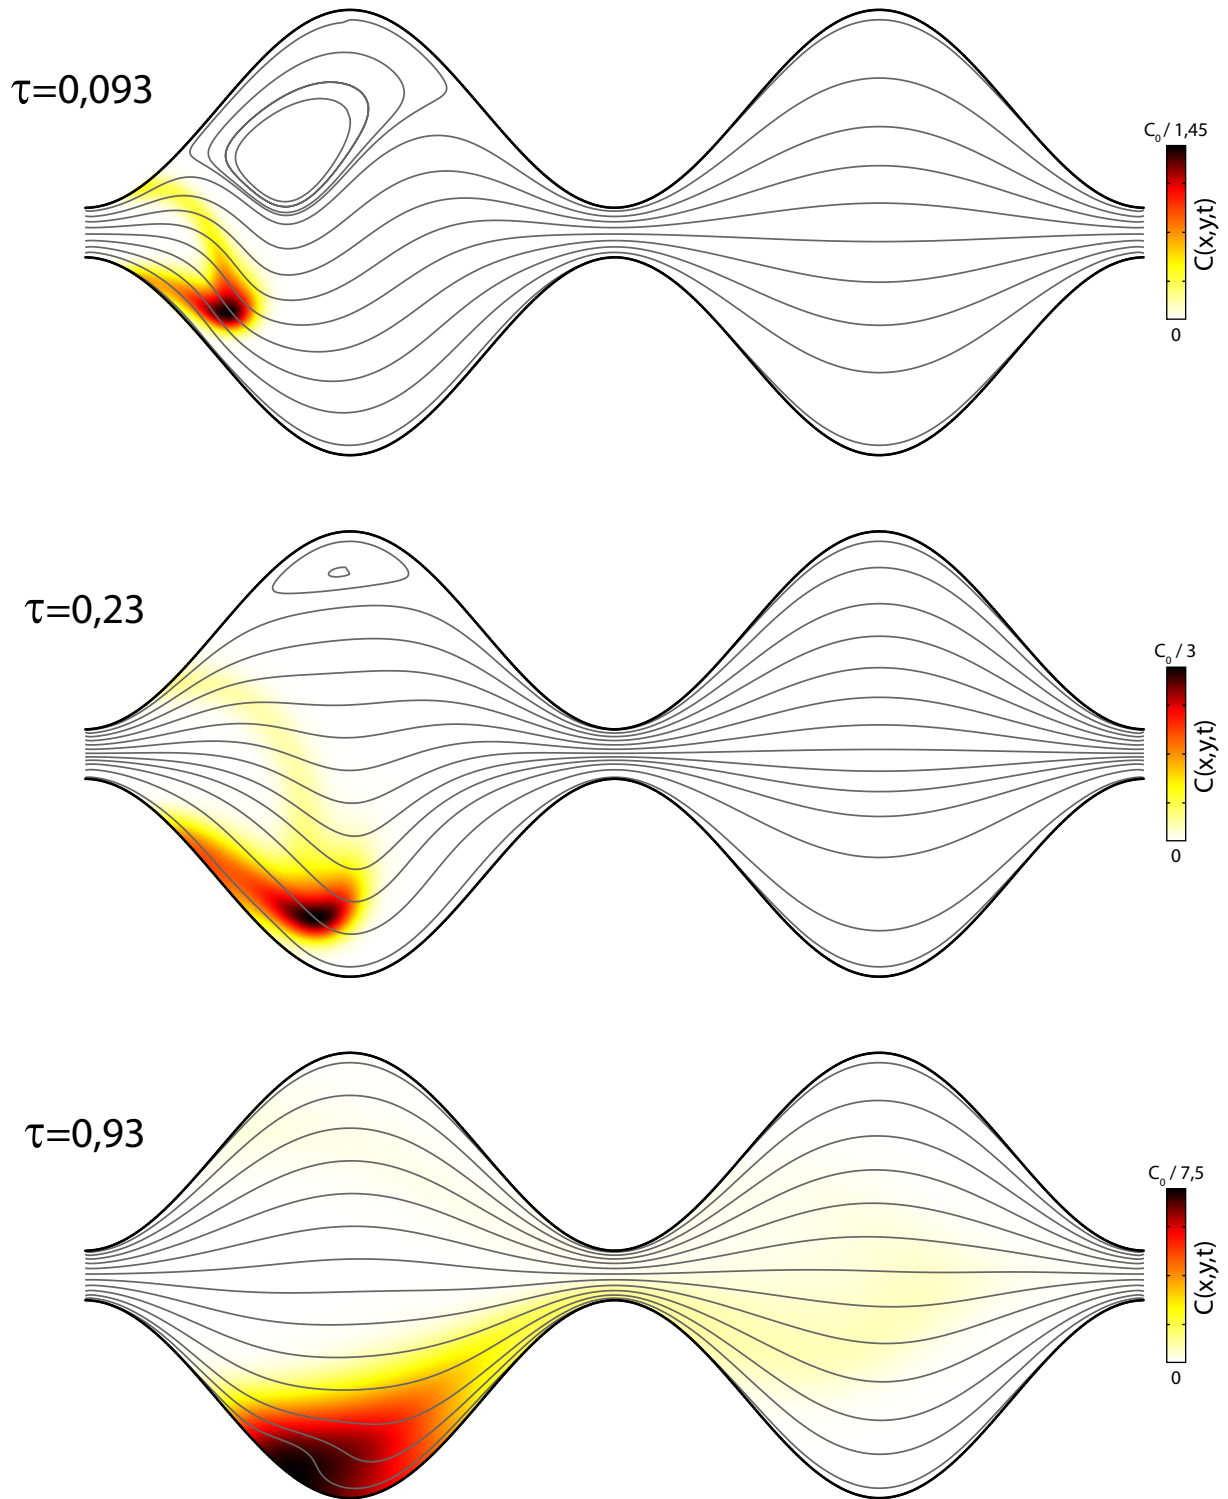 τ=0,093
C₀ / 1,45
C(x,y,t)
0
τ=0,23
C₀ / 3
C(x,y,t)
0
τ=0,93
C₀ / 7,5
C(x,y,t)
0